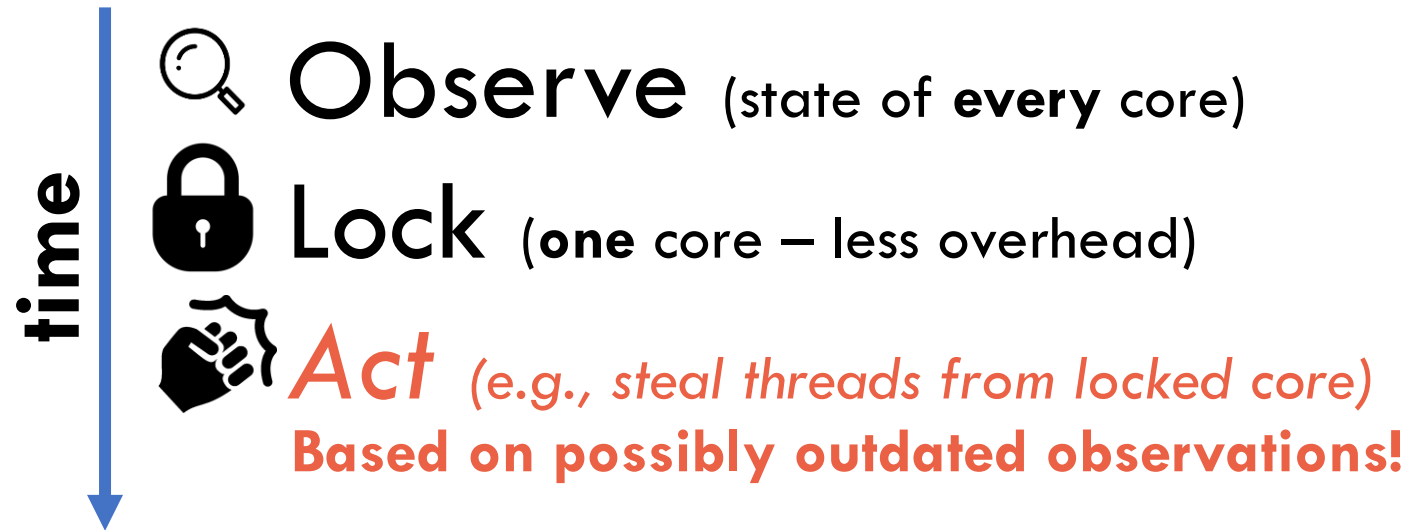 time
Observe (state of every core)
Lock (one core – less overhead)
Act (e.g., steal threads from locked core)
Based on possibly outdated observations!